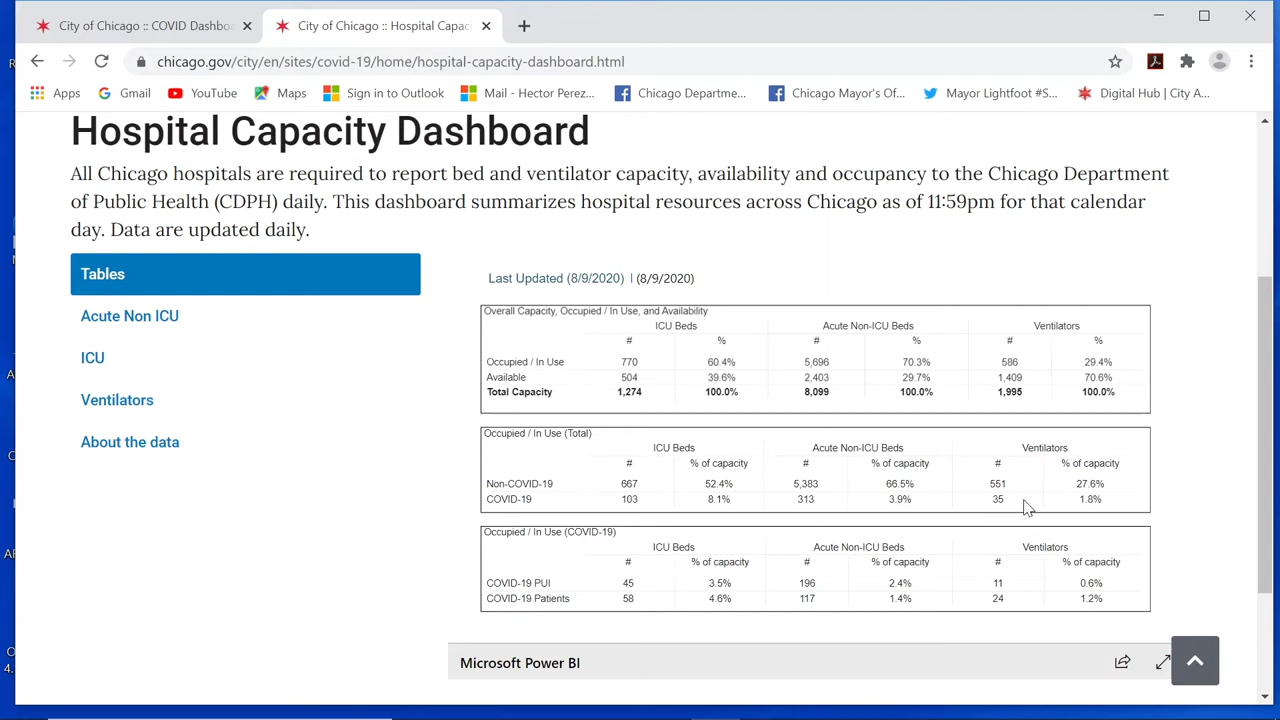 City of Chicago :: COVID Dashbo
City of Chicago :: Hospital Capac
chicago.gov/city/en/sites/covid-19/home/hospital-capacity-dashboard.html
Apps Gmail YouTube Maps Sign in to Outlook Mail - Hector Perez... Chicago Departme... Chicago Mayor's Of... Mayor Lightfoot #S... Digital Hub | City A...
Hospital Capacity Dashboard
All Chicago hospitals are required to report bed and ventilator capacity, availability and occupancy to the Chicago Department
of Public Health (CDPH) daily. This dashboard summarizes hospital resources across Chicago as of 11:59pm for that calendar
day. Data are updated daily.
Tables
Acute Non ICU
ICU
Ventilators
About the data
Last Updated (8/9/2020) | (8/9/2020)
Overall Capacity, Occupied / In Use, and Availability
ICU Beds Acute Non-ICU Beds Ventilators
# % # % # %
Occupied / In Use 770 60.4% 5,696 70.3% 586 29.4%
Available 504 39.6% 2,403 29.7% 1,409 70.6%
Total Capacity 1,274 100.0% 8,099 100.0% 1,995 100.0%
Occupied / In Use (Total)
ICU Beds Acute Non-ICU Beds Ventilators
# % of capacity # % of capacity # % of capacity
Non-COVID-19 667 52.4% 5,383 66.5% 551 27.6%
COVID-19 103 8.1% 313 3.9% 35 1.8%
Occupied / In Use (COVID-19)
ICU Beds Acute Non-ICU Beds Ventilators
# % of capacity # % of capacity # % of capacity
COVID-19 PUI 45 3.5% 196 2.4% 11 0.6%
COVID-19 Patients 58 4.6% 117 1.4% 24 1.2%
Microsoft Power BI